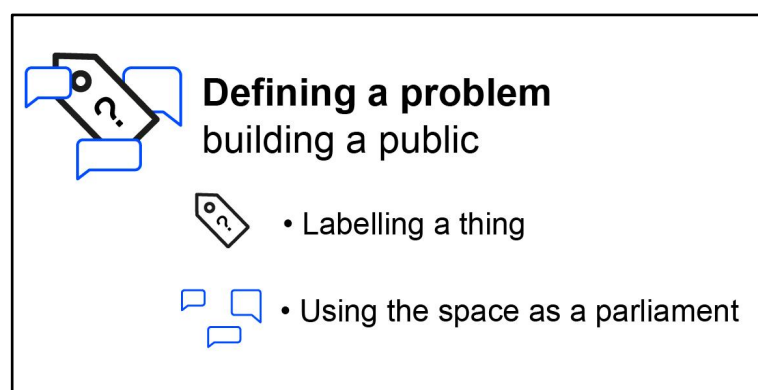 ?
Defining a problem
building a public
?
• Labelling a thing
• Using the space as a parliament